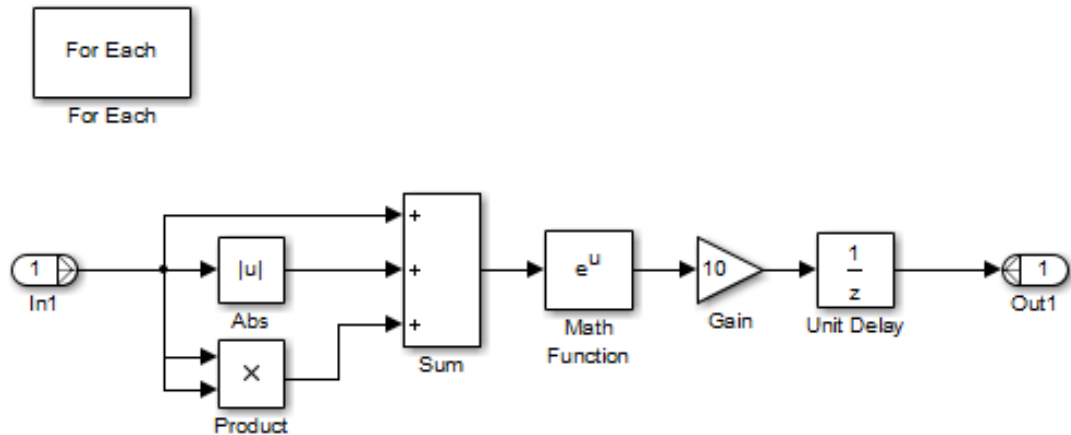 For Each
For Each
1
In1
|u|
Abs
×
Product
+
+
+
Sum
e^u
Math
Function
10
Gain
1
z
Unit Delay
1
Out1